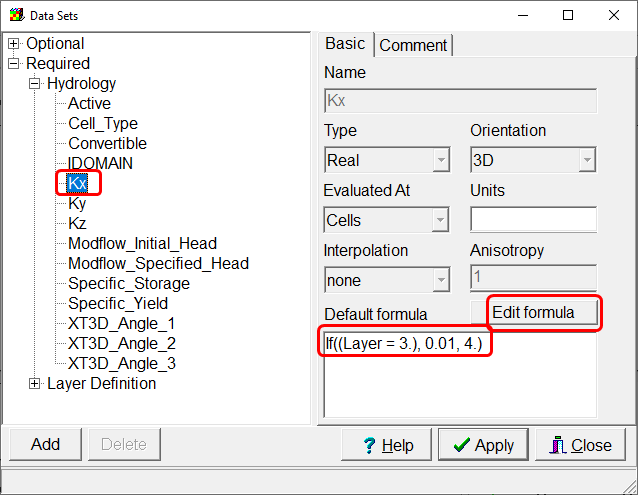 Data Sets
Optional
Required
Hydrology
Active
Cell_Type
Convertible
IDOMAIN
Kx
Ky
Kz
Modflow_Initial_Head
Modflow_Specified_Head
Specific_Storage
Specific_Yield
XT3D_Angle_1
XT3D_Angle_2
XT3D_Angle_3
Layer Definition
Basic Comment
Name
Kx
Type Orientation
Real 3D
Evaluated At Units
Cells
Interpolation Anisotropy
none 1
Default formula Edit formula
If((Layer = 3.), 0.01, 4.)
Add Delete ? Help Apply Close